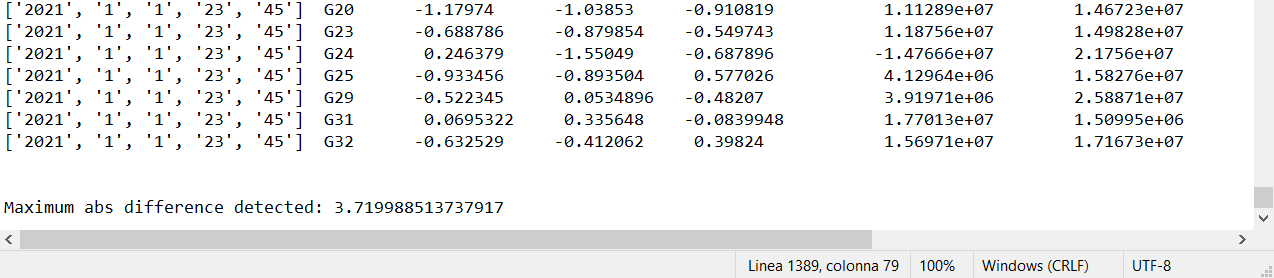 ['2021', '1', '1', '23', '45']  G20      -1.17974      -1.03853     -0.910819           1.11289e+07        1.46723e+07
['2021', '1', '1', '23', '45']  G23      -0.688786     -0.879854    -0.549743           1.18756e+07        1.49828e+07
['2021', '1', '1', '23', '45']  G24       0.246379     -1.55049     -0.687896          -1.47666e+07        2.1756e+07
['2021', '1', '1', '23', '45']  G25      -0.933456     -0.893504     0.577026           4.12964e+06        1.58276e+07
['2021', '1', '1', '23', '45']  G29      -0.522345      0.0534896   -0.48207            3.91971e+06        2.58871e+07
['2021', '1', '1', '23', '45']  G31       0.0695322     0.335648    -0.0839948          1.77013e+07        1.50995e+06
['2021', '1', '1', '23', '45']  G32      -0.632529     -0.412062     0.39824            1.56971e+07        1.71673e+07
Maximum abs difference detected: 3.719988513737917
Linea 1389, colonna 79   100%   Windows (CRLF)   UTF-8